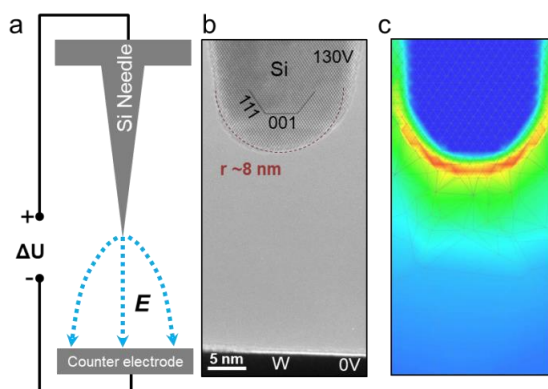 a
b
c
Si Needle
+
ΔU
-
E
Counter electrode
Si
130V
111
001
r ~8 nm
5 nm
W
0V